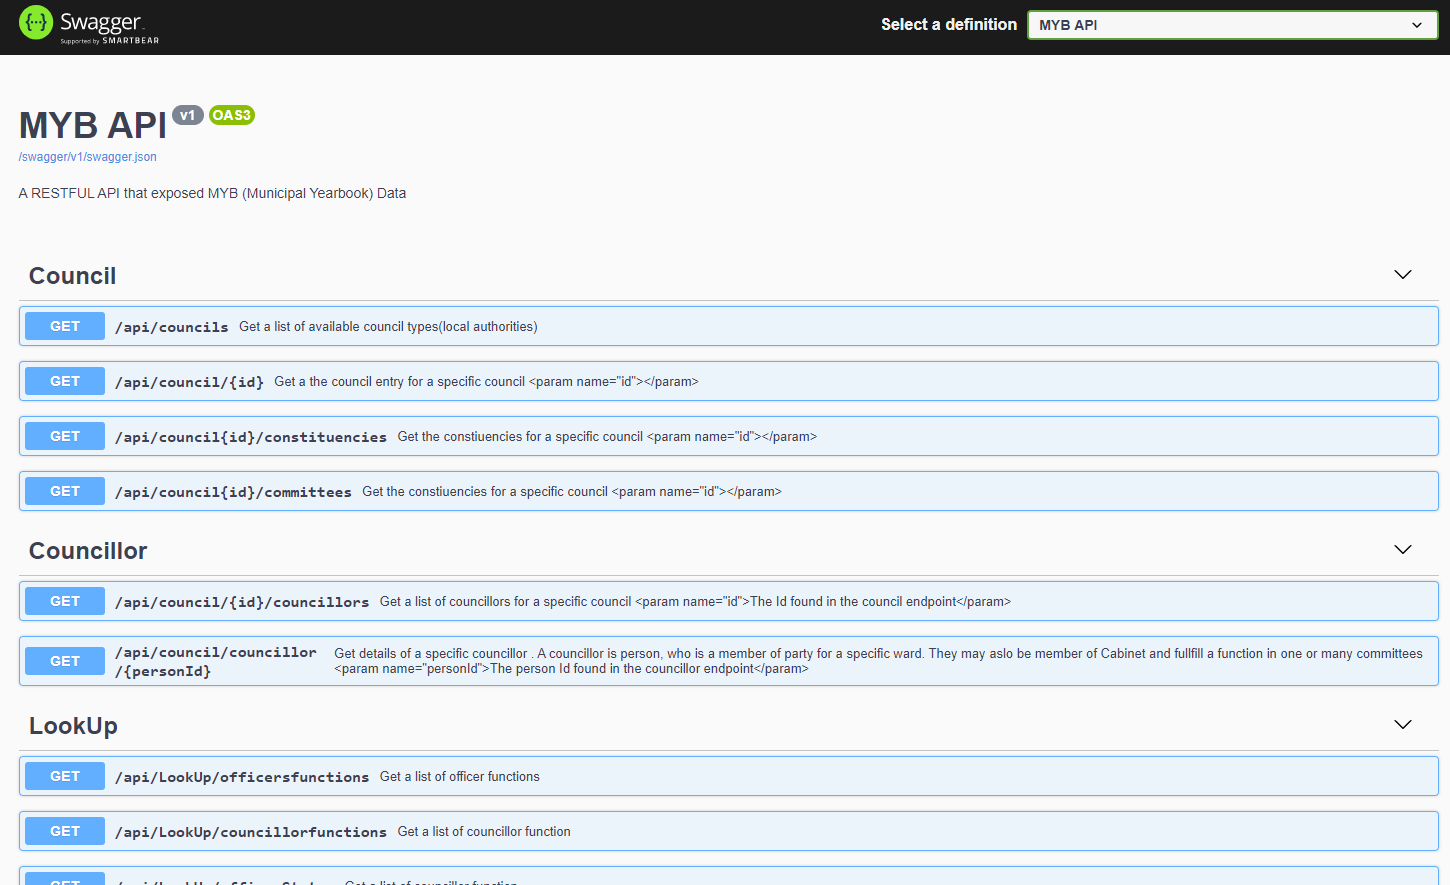 Swagger
Supported by SMARTBEAR
Select a definition
MYB API
MYB API v1 OAS3
/swagger/v1/swagger.json
A RESTFUL API that exposed MYB (Municipal Yearbook) Data
Council
GET /api/councils Get a list of available council types(local authorities)
GET /api/council/{id} Get a the council entry for a specific council <param name="id"></param>
GET /api/council{id}/constituencies Get the constiuencies for a specific council <param name="id"></param>
GET /api/council{id}/committees Get the constiuencies for a specific council <param name="id"></param>
Councillor
GET /api/council/{id}/councillors Get a list of councillors for a specific council <param name="id">The Id found in the council endpoint</param>
GET /api/council/councillor
/{personId}
Get details of a specific councillor . A councillor is person, who is a member of party for a specific ward. They may aslo be member of Cabinet and fullfill a function in one or many committees
<param name="personId">The person Id found in the councillor endpoint</param>
LookUp
GET /api/LookUp/officersfunctions Get a list of officer functions
GET /api/LookUp/councillorfunctions Get a list of councillor function
GET
Get a list of councillor function